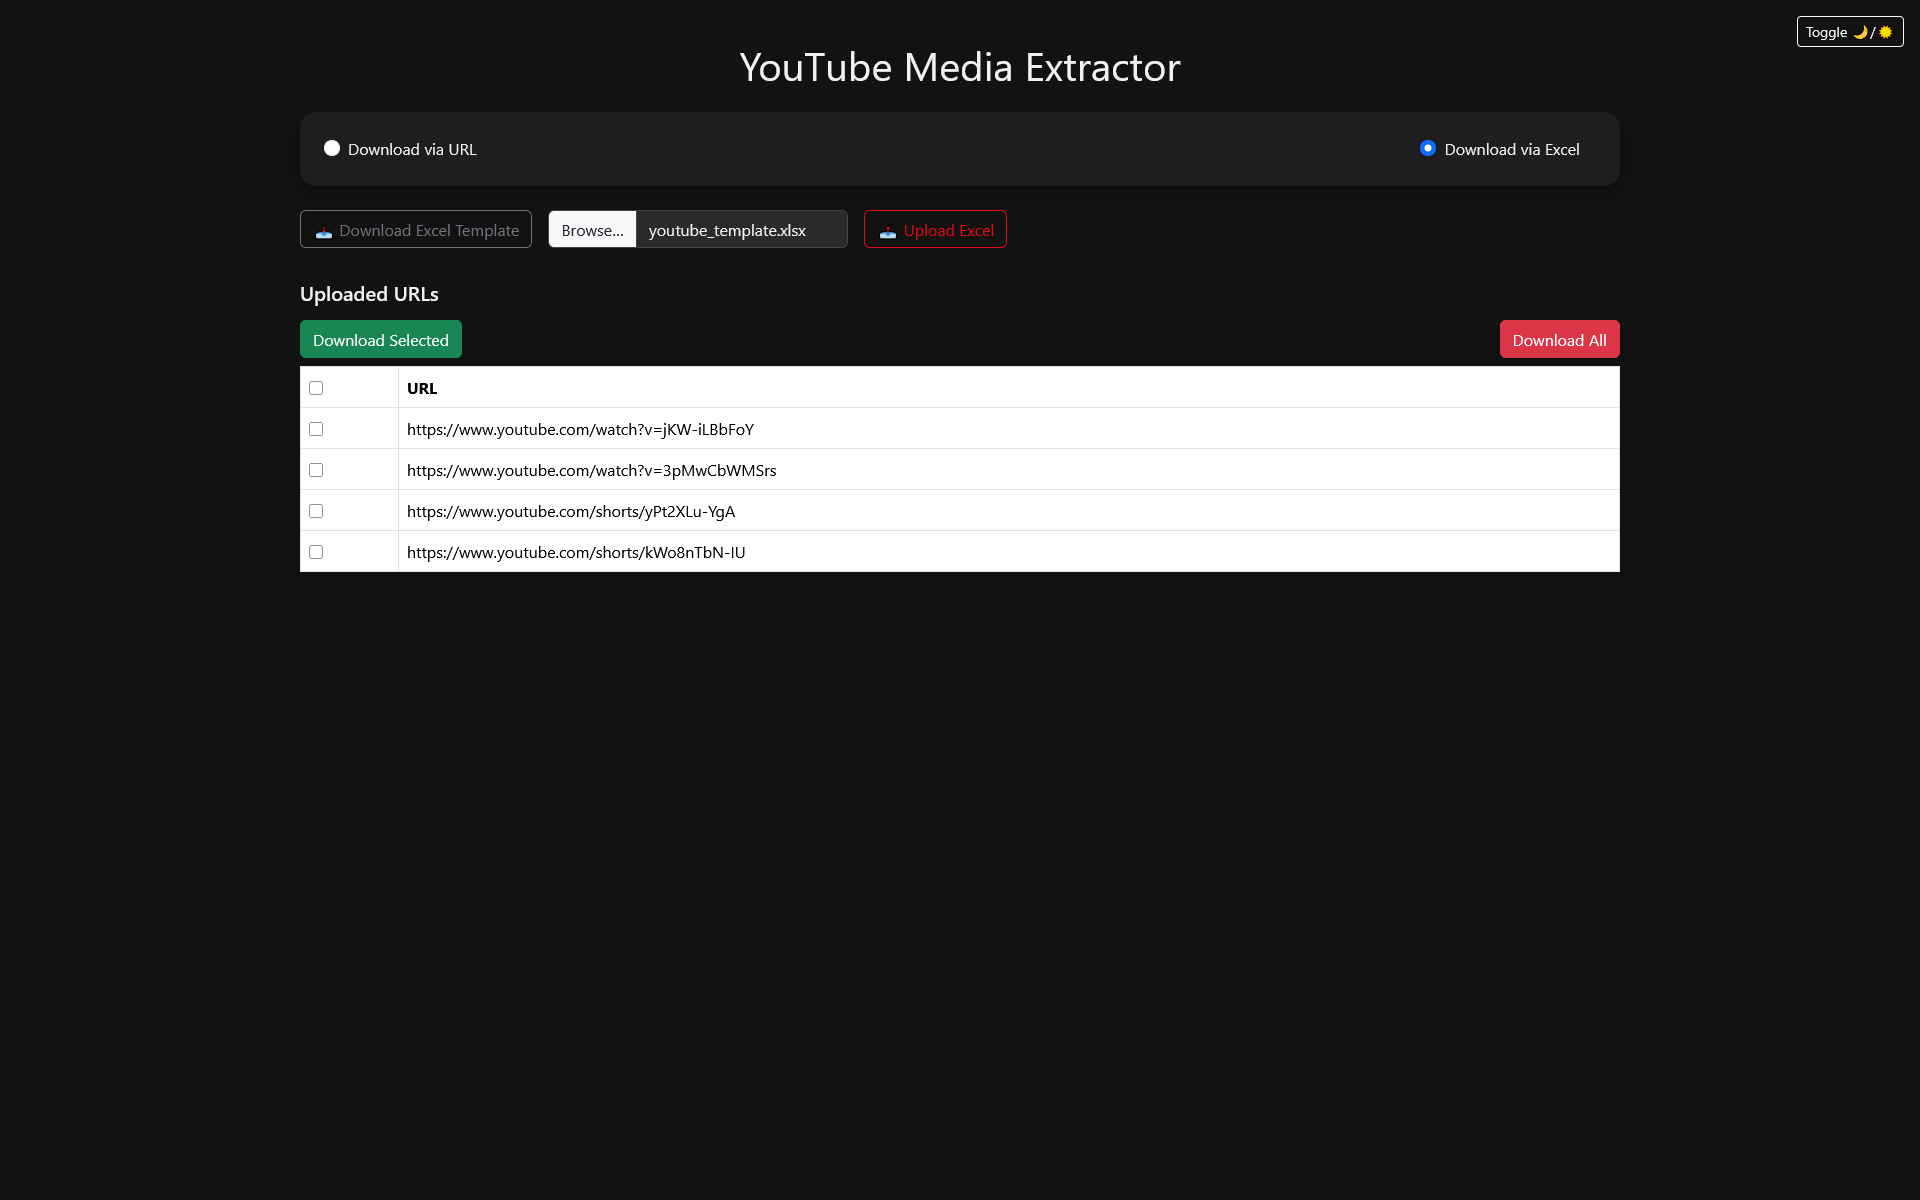 Toggle 🌙/☀
YouTube Media Extractor
Download via URL
Download via Excel
📥 Download Excel Template
Browse... youtube_template.xlsx
📥 Upload Excel
Uploaded URLs
Download Selected
Download All
URL
https://www.youtube.com/watch?v=jKW-iLBbFoY
https://www.youtube.com/watch?v=3pMwCbWMSrs
https://www.youtube.com/shorts/yPt2XLu-YgA
https://www.youtube.com/shorts/kWo8nTbN-IU